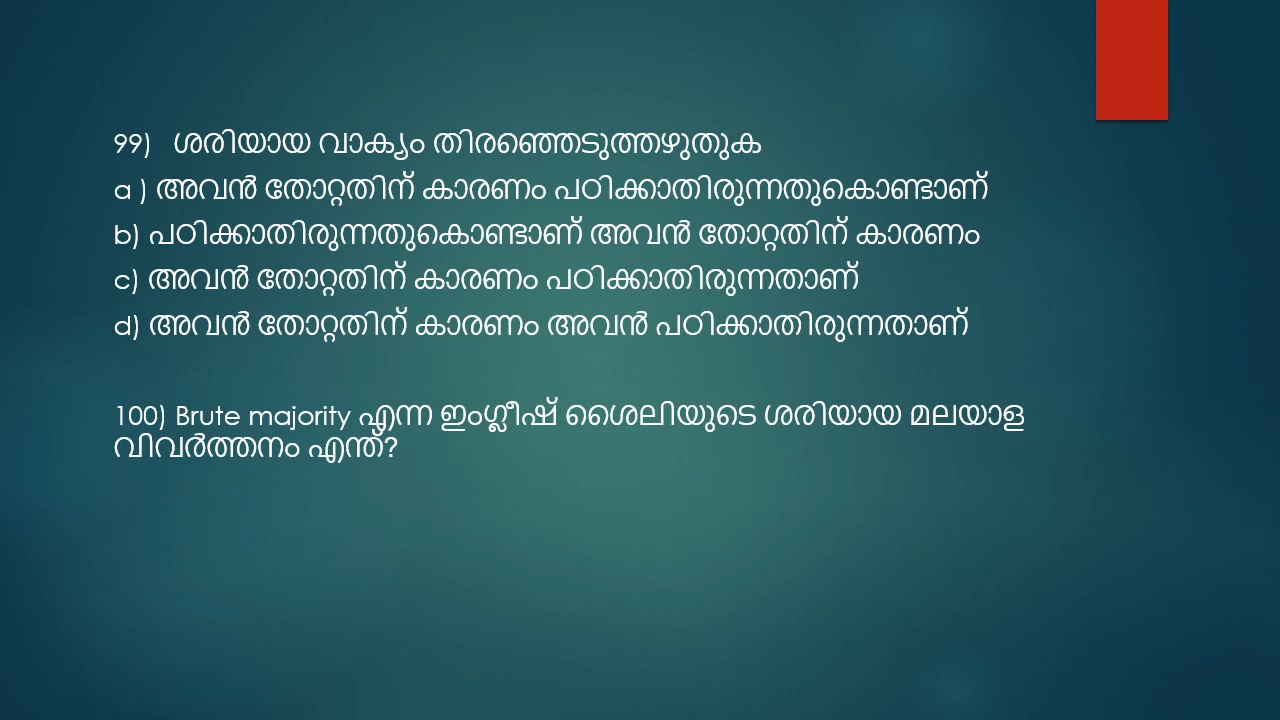 99) ശരിയായ വാക്യം തിരഞ്ഞെടുത്തഴുതുക
a ) അവൻ തോറ്റതിന് കാരണം പഠിക്കാതിരുന്നതുകൊണ്ടാണ്
b) പഠിക്കാതിരുന്നതുകൊണ്ടാണ് അവൻ തോറ്റതിന് കാരണം
c) അവൻ തോറ്റതിന് കാരണം പഠിക്കാതിരുന്നതാണ്
d) അവൻ തോറ്റതിന് കാരണം അവൻ പഠിക്കാതിരുന്നതാണ്
100) Brute majority എന്ന ഇംഗ്ലീഷ് ശൈലിയുടെ ശരിയായ മലയാള
വിവർത്തനം എന്ത്?